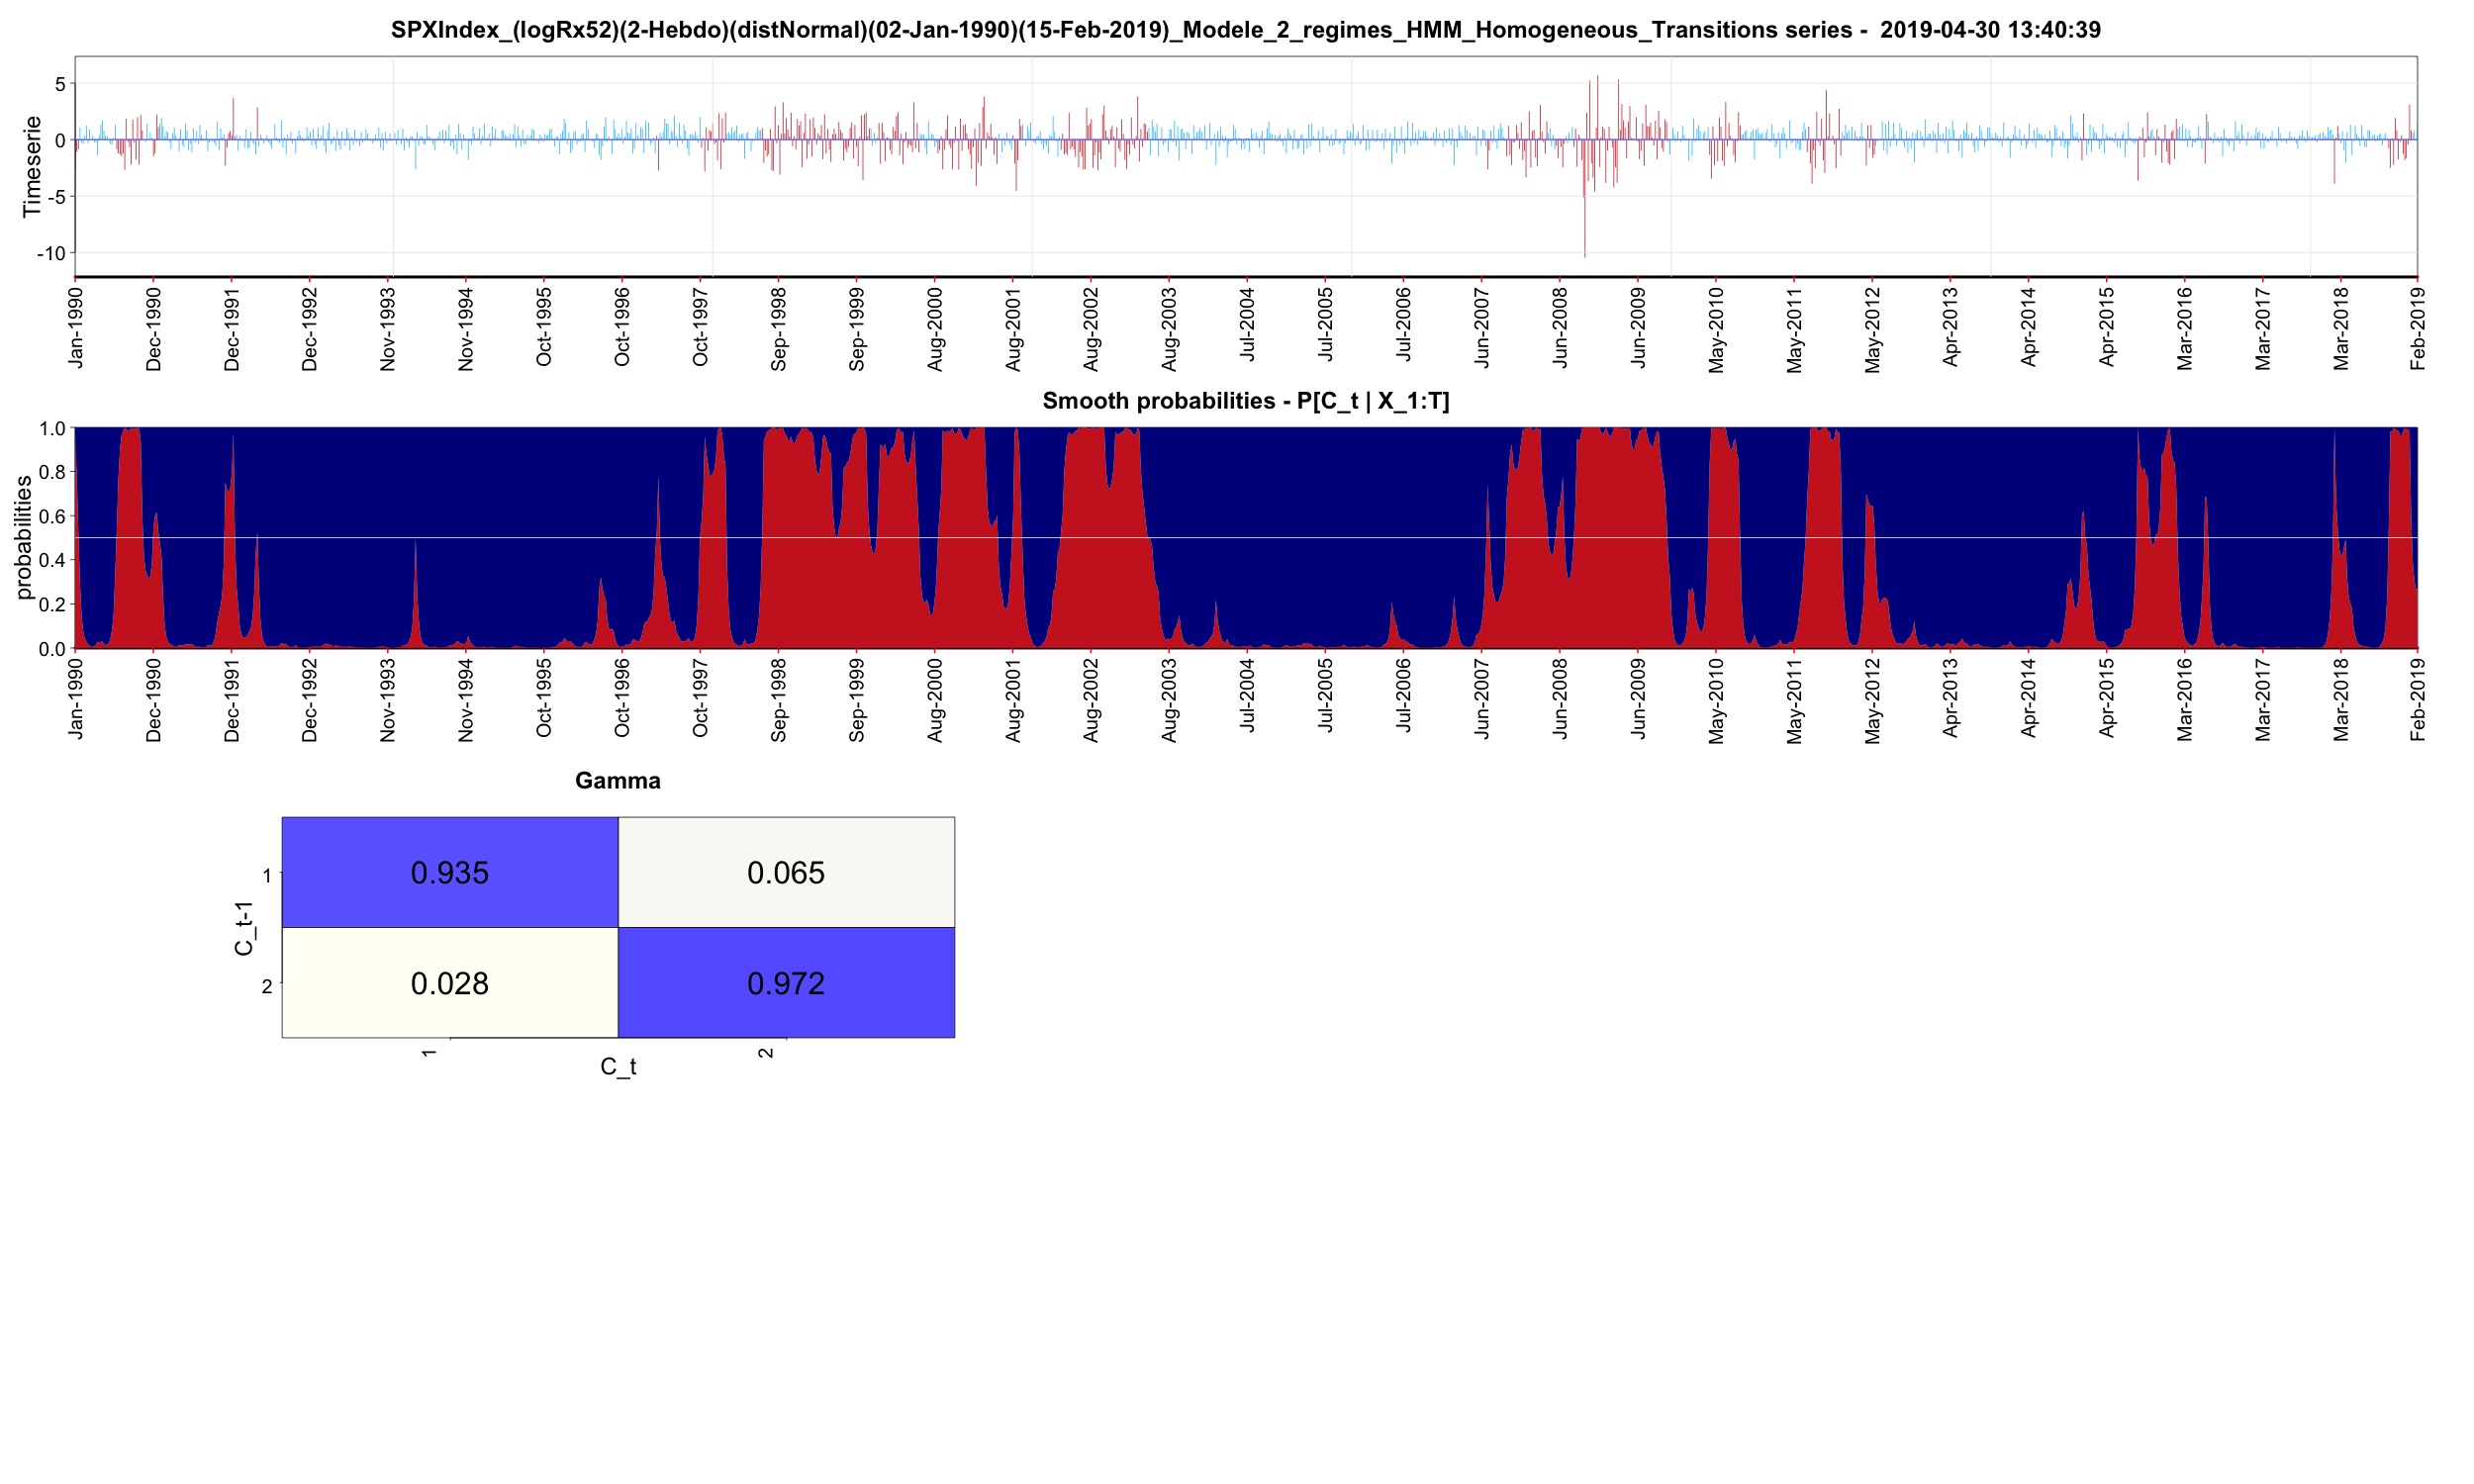 SPXIndex_(logRx52)(2-Hebdo)(distNormal)(02-Jan-1990)(15-Feb-2019)_Modele_2_regimes_HMM_Homogeneous_Transitions series - 2019-04-30 13:40:39
Timeserie
5
0
-5
-10
Jan-1990 Dec-1990 Dec-1991 Dec-1992 Nov-1993 Nov-1994 Oct-1995 Oct-1996 Oct-1997 Sep-1998 Sep-1999 Aug-2000 Aug-2001 Aug-2002 Aug-2003 Jul-2004 Jul-2005 Jul-2006 Jun-2007 Jun-2008 Jun-2009 May-2010 May-2011 May-2012 Apr-2013 Apr-2014 Apr-2015 Mar-2016 Mar-2017 Mar-2018 Feb-2019
Smooth probabilities - P[C_t | X_1:T]
probabilities
1.0
0.8
0.6
0.4
0.2
0.0
Jan-1990 Dec-1990 Dec-1991 Dec-1992 Nov-1993 Nov-1994 Oct-1995 Oct-1996 Oct-1997 Sep-1998 Sep-1999 Aug-2000 Aug-2001 Aug-2002 Aug-2003 Jul-2004 Jul-2005 Jul-2006 Jun-2007 Jun-2008 Jun-2009 May-2010 May-2011 May-2012 Apr-2013 Apr-2014 Apr-2015 Mar-2016 Mar-2017 Mar-2018 Feb-2019
Gamma
C_t-1
1 0.935 0.065
2 0.028 0.972
1 2
C_t